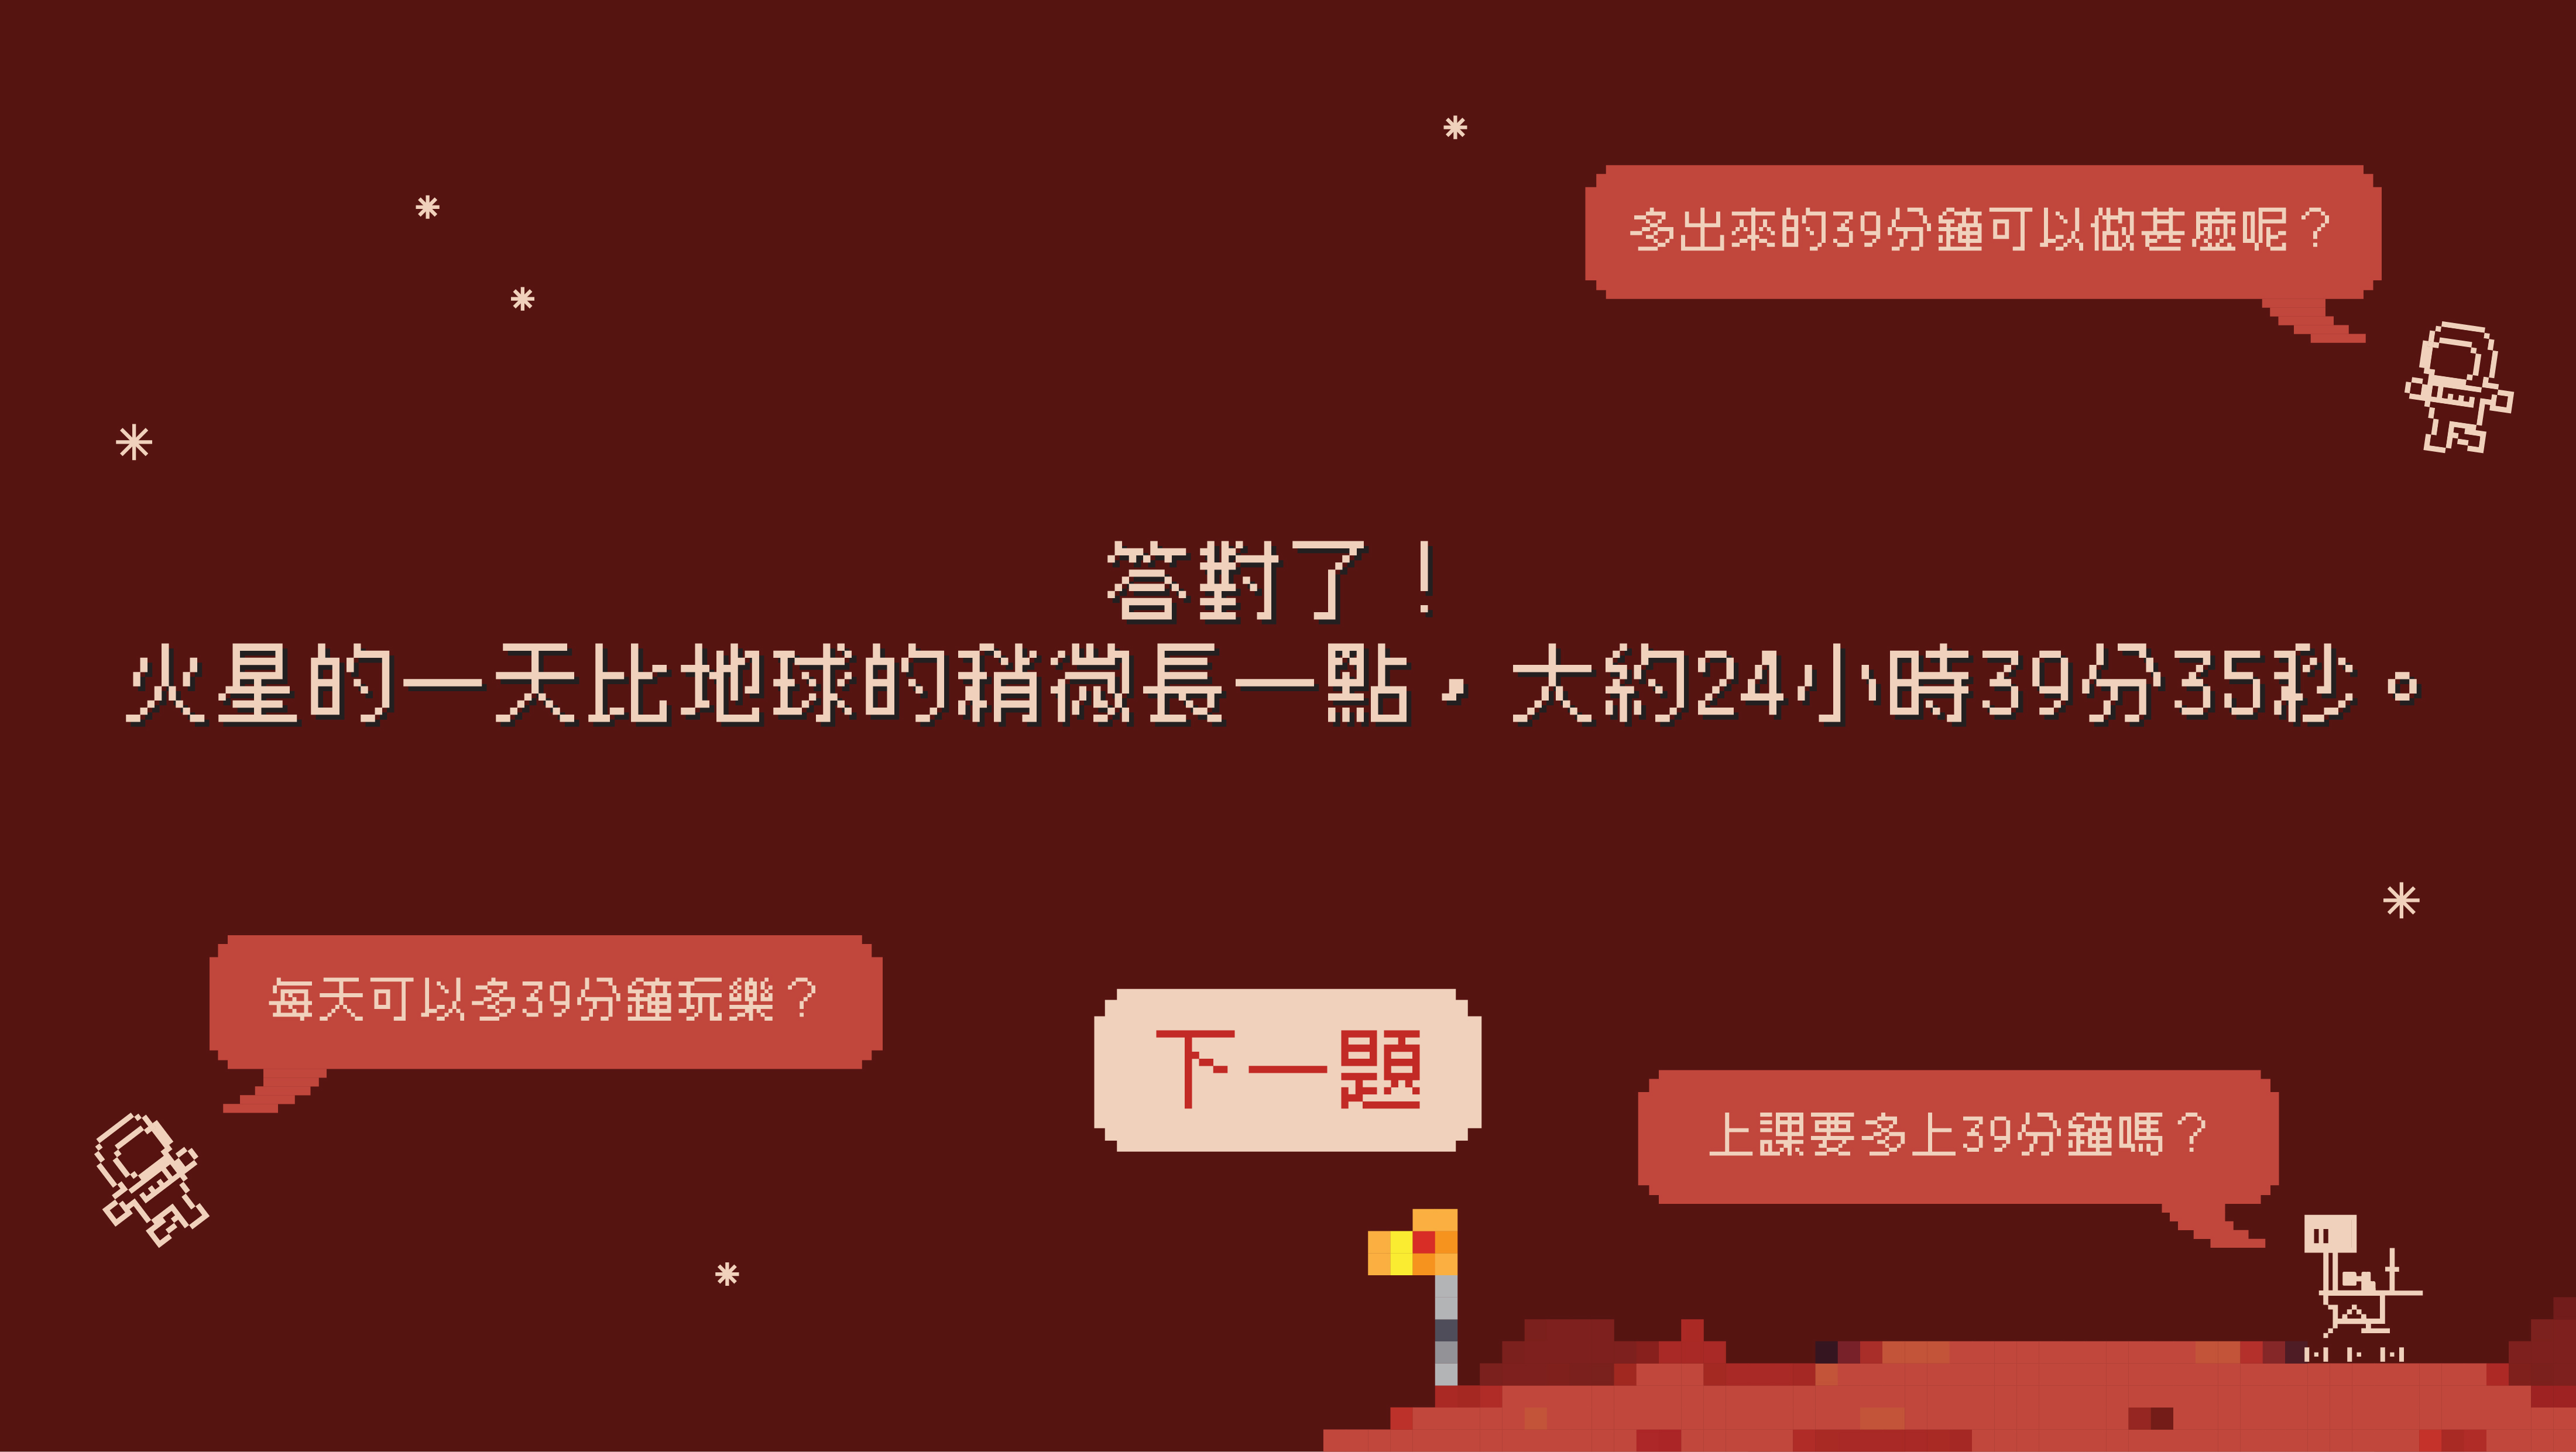 多出來的39分鐘可以做甚麼呢？
答對了！
火星的一天比地球的稍微長一點，大約24小時39分35秒。
每天可以多39分鐘玩樂？
下一題
上課要多上39分鐘嗎？